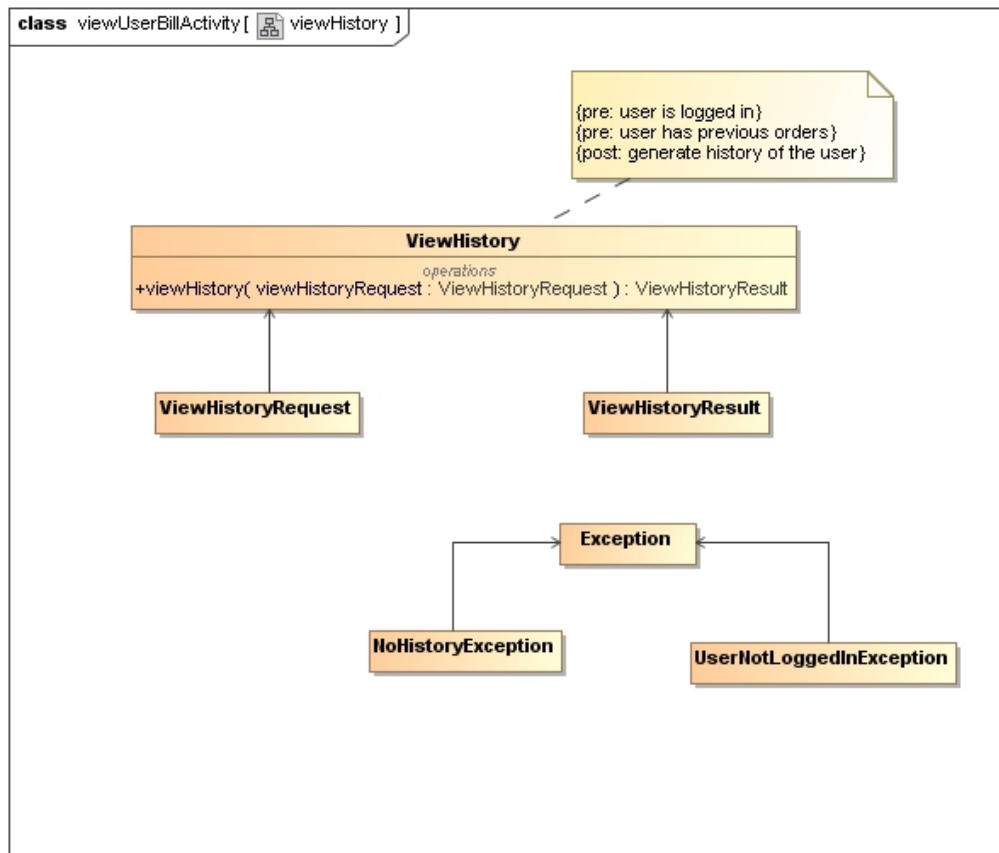 class viewUserBillActivity[ viewHistory ]
{pre: user is logged in}
{pre: user has previous orders}
{post: generate history of the user}
ViewHistory
operations
+viewHistory( viewHistoryRequest : ViewHistoryRequest ) : ViewHistoryResult
ViewHistoryRequest
ViewHistoryResult
Exception
NoHistoryException
UserNotLoggedInException